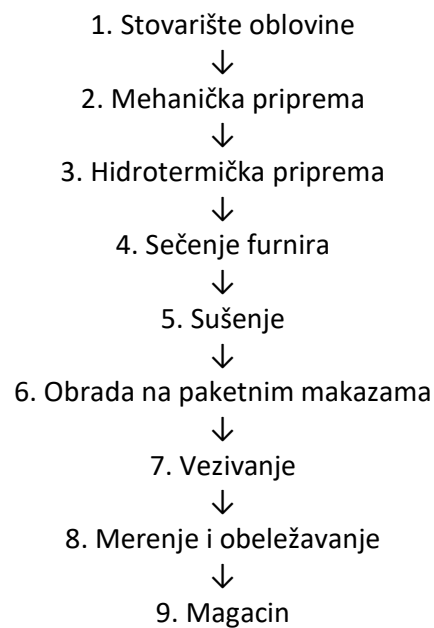 1. Stovarište oblovine
↓
2. Mehanička priprema
↓
3. Hidrotermička priprema
↓
4. Sečenje furnira
↓
5. Sušenje
↓
6. Obrada na paketnim makazama
↓
7. Vezivanje
↓
8. Merenje i obeležavanje
↓
9. Magacin